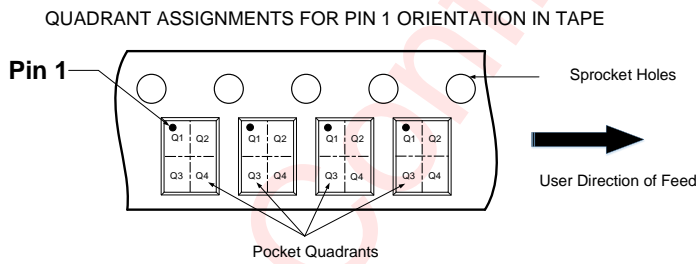 QUADRANT ASSIGNMENTS FOR PIN 1 ORIENTATION IN TAPE
Pin 1
Sprocket Holes
Q1 Q2 Q1 Q2 Q1 Q2 Q1 Q2
Q3 Q4 Q3 Q4 Q3 Q4 Q3 Q4
User Direction of Feed
Pocket Quadrants